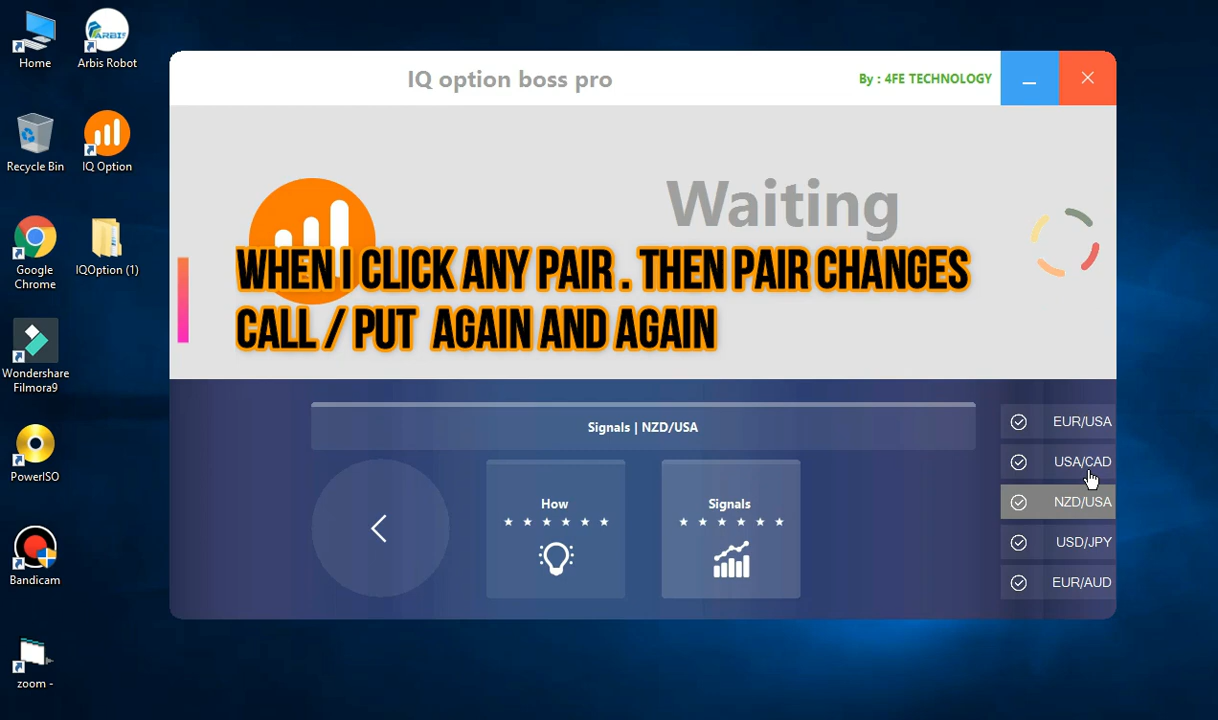 Home
Arbis Robot
Recycle Bin
IQ Option
Google
Chrome
IQOption (1)
Wondershare
Filmora9
PowerISO
Bandicam
zoom -
IQ option boss pro
By : 4FE TECHNOLOGY
Waiting
WHEN I CLICK ANY PAIR . THEN PAIR CHANGES
CALL / PUT AGAIN AND AGAIN
Signals | NZD/USA
How
Signals
EUR/USA
USA/CAD
NZD/USA
USD/JPY
EUR/AUD